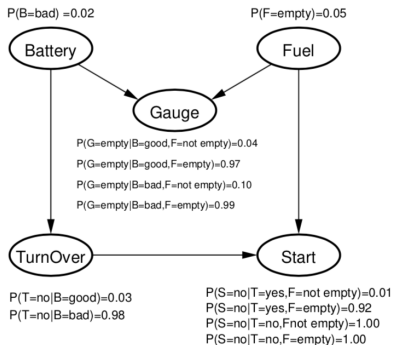 P(B=bad) =0.02
P(F=empty)=0.05
Battery
Fuel
Gauge
P(G=empty|B=good,F=not empty)=0.04
P(G=empty|B=good,F=empty)=0.97
P(G=empty|B=bad,F=not empty)=0.10
P(G=empty|B=bad,F=empty)=0.99
TurnOver
Start
P(T=no|B=good)=0.03
P(T=no|B=bad)=0.98
P(S=no|T=yes,F=not empty)=0.01
P(S=no|T=yes,F=empty)=0.92
P(S=no|T=no,Fnot empty)=1.00
P(S=no|T=no,F=empty)=1.00